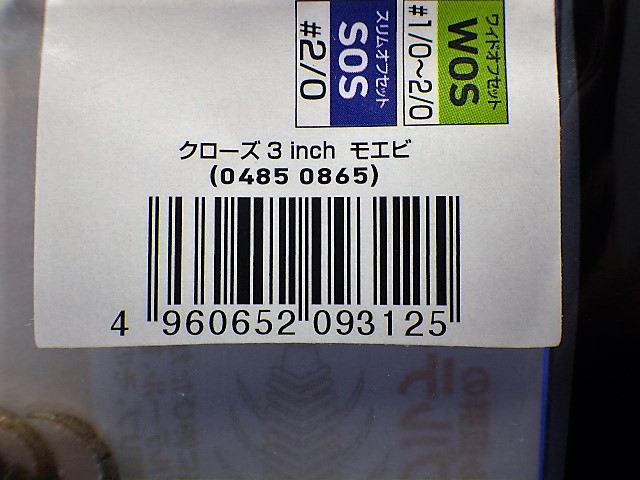 スリムオフセット
SOS
#2/0
ワイドオフセット
WOS
#1/0〜2/0
クローズ 3 inch モエビ
(0485 0865)
4 960652 093125